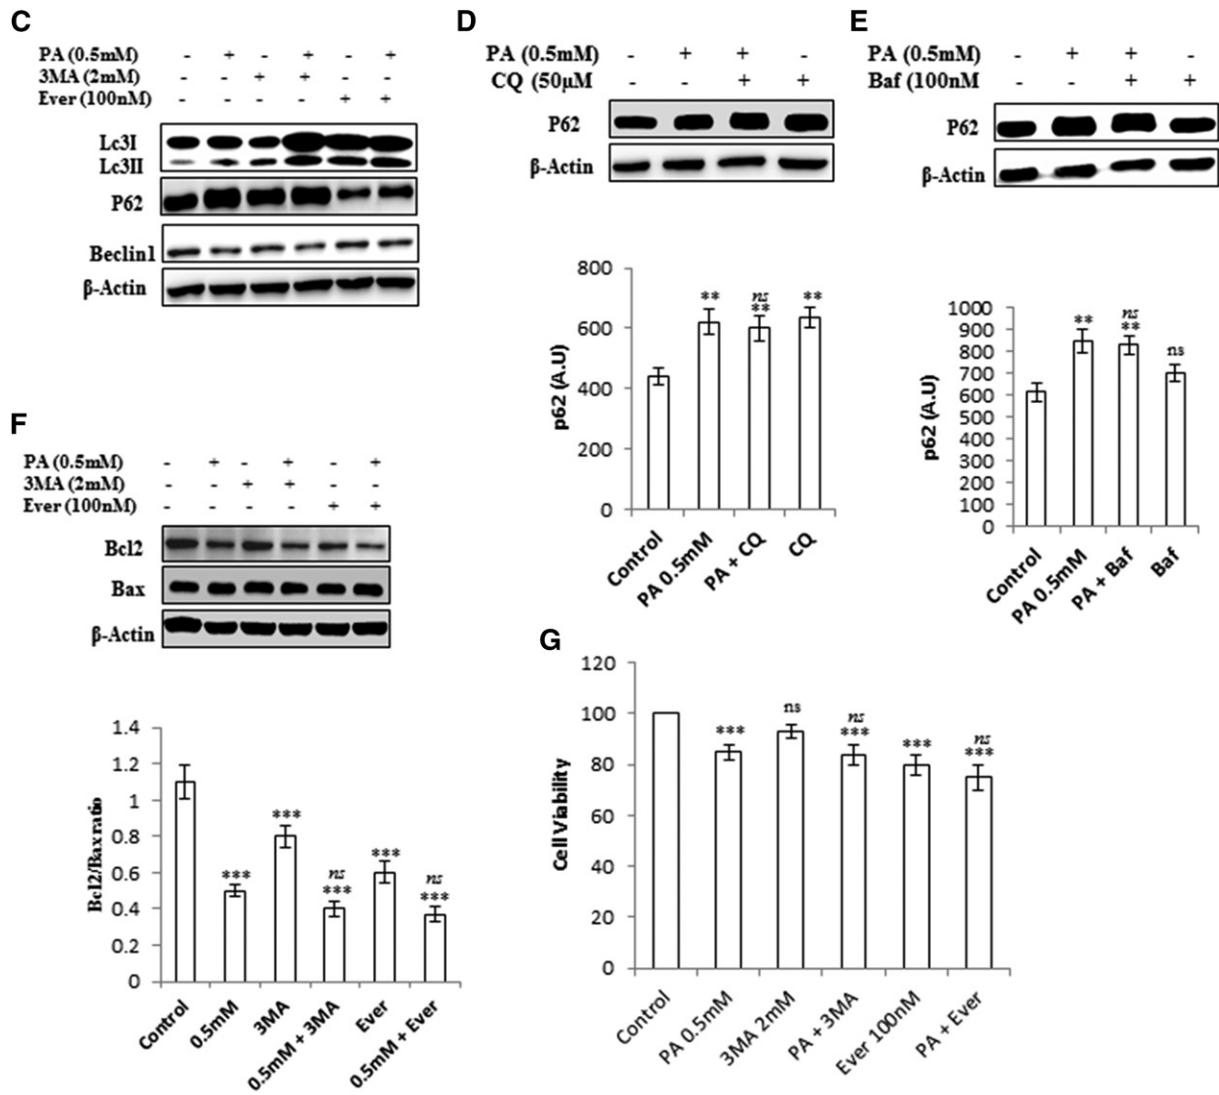 C
PA (0.5mM) - + - + - +
3MA (2mM) - - + + - -
Ever (100nM) - - - - + +
Lc3I
Lc3II
P62
Beclin1
β-Actin
D
PA (0.5mM) - + + -
CQ (50µM - - + +
P62
β-Actin
800
600
400
200
0
p62 (A.U)
**
ns
**
**
Control
PA 0.5mM
PA + CQ
CQ
E
PA (0.5mM) - + + -
Baf (100nM - - + +
P62
β-Actin
1000
900
800
700
600
500
400
300
200
100
0
p62 (A.U)
**
ns
**
ns
Control
PA 0.5mM
PA + Baf
Baf
F
PA (0.5mM) - + - + - +
3MA (2mM) - - + + - -
Ever (100nM) - - - - + +
Bcl2
Bax
β-Actin
1.4
1.2
1
0.8
0.6
0.4
0.2
0
Bcl2/Bax ratio
***
***
ns
***
***
ns
***
Control
0.5mM
3MA
0.5mM + 3MA
Ever
0.5mM + Ever
G
120
100
80
60
40
20
0
Cell Viability
***
ns
ns
***
***
ns
***
Control
PA 0.5mM
3MA 2mM
PA + 3MA
Ever 100nM
PA + Ever